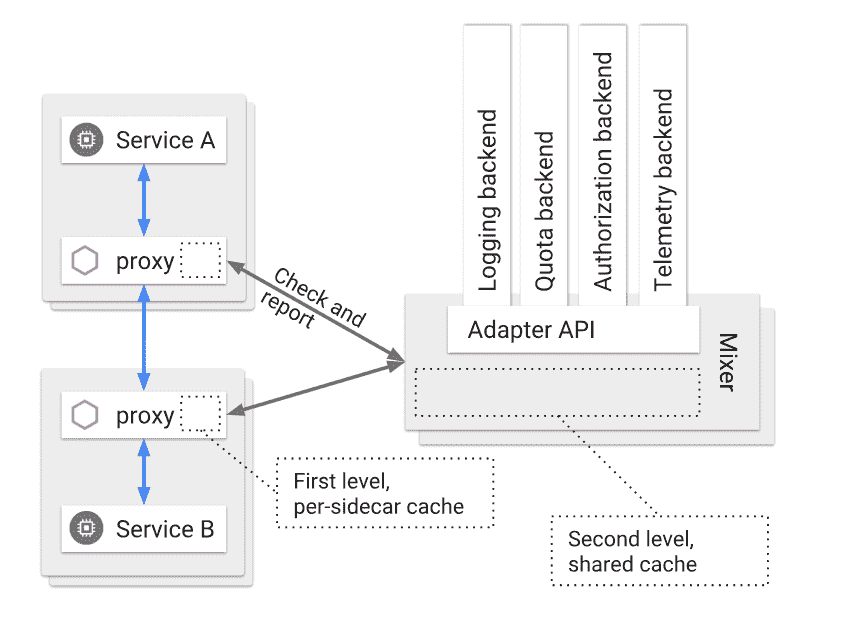 Service A
proxy
Check and
report
proxy
Service B
First level,
per-sidecar cache
Logging backend
Quota backend
Authorization backend
Telemetry backend
Adapter API
Mixer
Second level,
shared cache